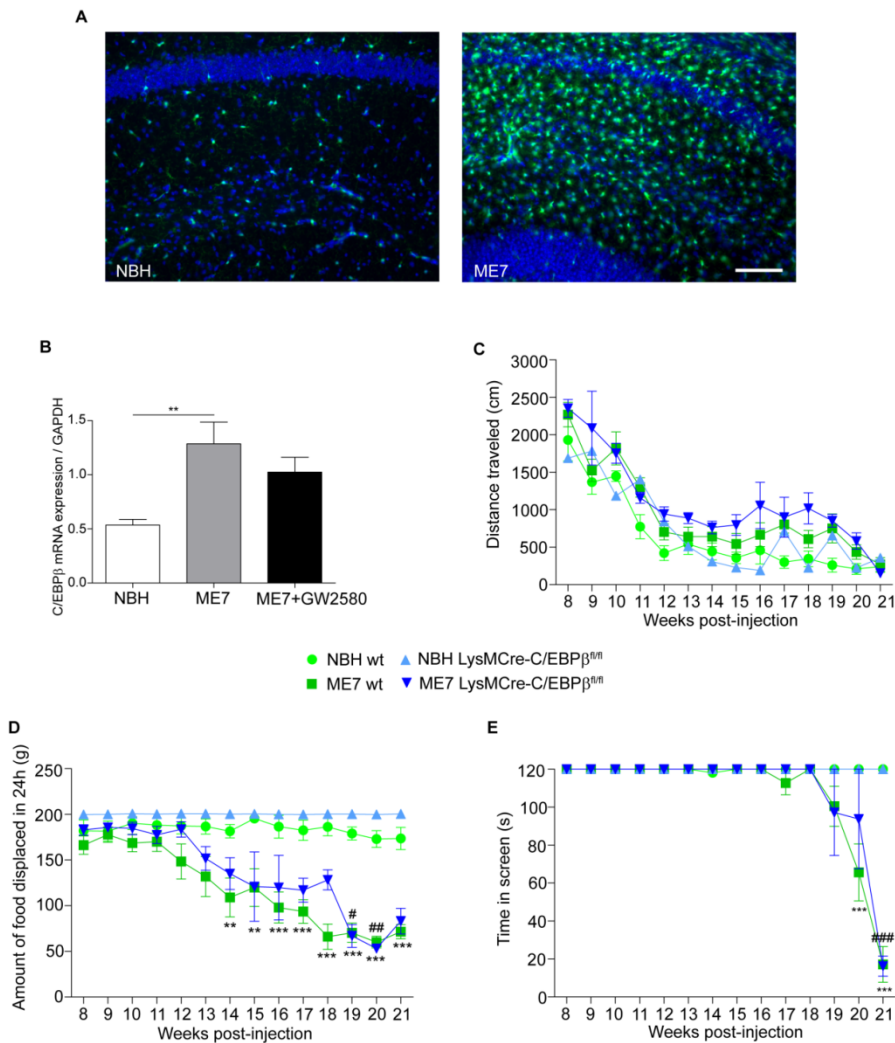 A
NBH
ME7
B
C/EBPβ mRNA expression / GAPDH
1.5
1.0
0.5
0.0
**
NBH
ME7
ME7+GW2580
C
Distance traveled (cm)
3000
2500
2000
1500
1000
500
0
8 9 10 11 12 13 14 15 16 17 18 19 20 21
Weeks post-injection
NBH wt
NBH LysMCre-C/EBPβfl/fl
ME7 wt
ME7 LysMCre-C/EBPβfl/fl
D
Amount of food displaced in 24h (g)
250
200
150
100
50
0
# ##
** ** *** *** *** *** *** ***
8 9 10 11 12 13 14 15 16 17 18 19 20 21
Weeks post-injection
E
Time in screen (s)
120
100
80
60
40
20
0
***
###
***
8 9 10 11 12 13 14 15 16 17 18 19 20 21
Weeks post-injection